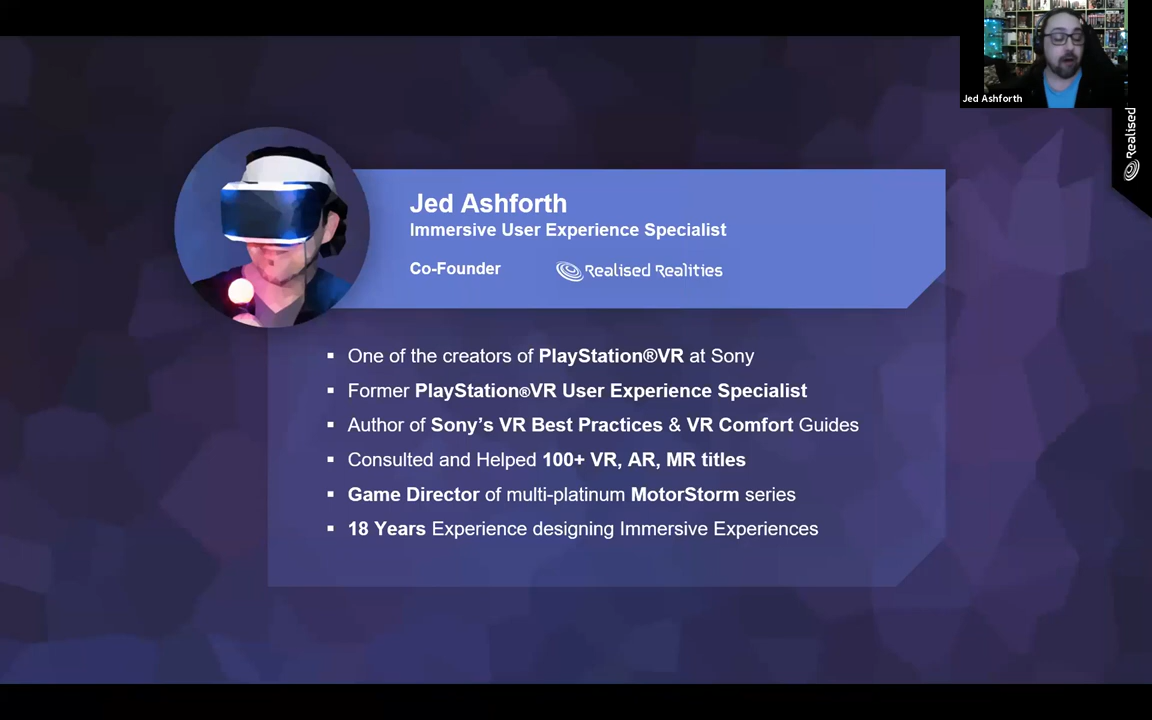 Jed Ashforth
Realised
Jed Ashforth
Immersive User Experience Specialist
Co-Founder
Realised Realities
▪ One of the creators of PlayStation®VR at Sony
▪ Former PlayStation®VR User Experience Specialist
▪ Author of Sony’s VR Best Practices & VR Comfort Guides
▪ Consulted and Helped 100+ VR, AR, MR titles
▪ Game Director of multi-platinum MotorStorm series
▪ 18 Years Experience designing Immersive Experiences